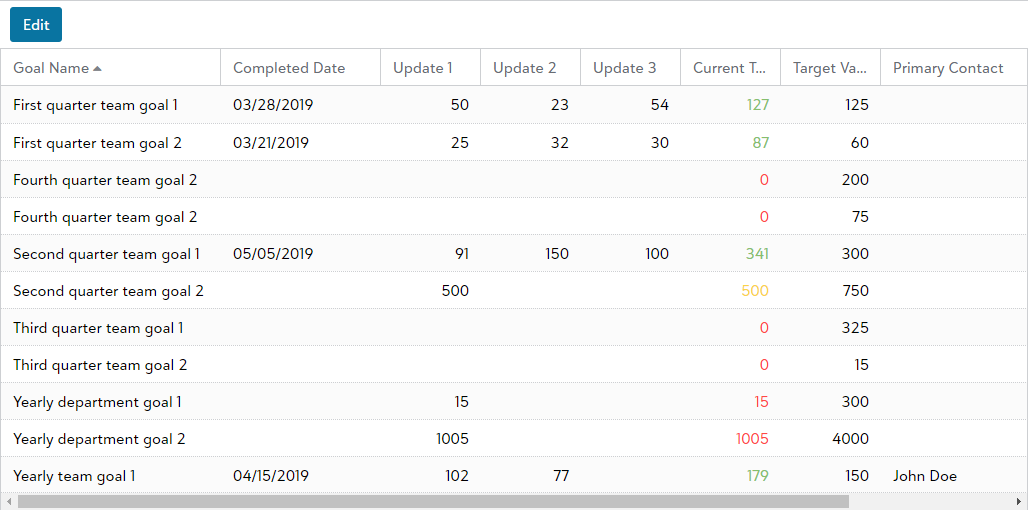 Edit
Goal Name Completed Date Update 1 Update 2 Update 3 Current T... Target Va... Primary Contact
First quarter team goal 1 03/28/2019 50 23 54 127 125
First quarter team goal 2 03/21/2019 25 32 30 87 60
Fourth quarter team goal 2 0 200
Fourth quarter team goal 2 0 75
Second quarter team goal 1 05/05/2019 91 150 100 341 300
Second quarter team goal 2 500 500 750
Third quarter team goal 1 0 325
Third quarter team goal 2 0 15
Yearly department goal 1 15 15 300
Yearly department goal 2 1005 1005 4000
Yearly team goal 1 04/15/2019 102 77 179 150 John Doe